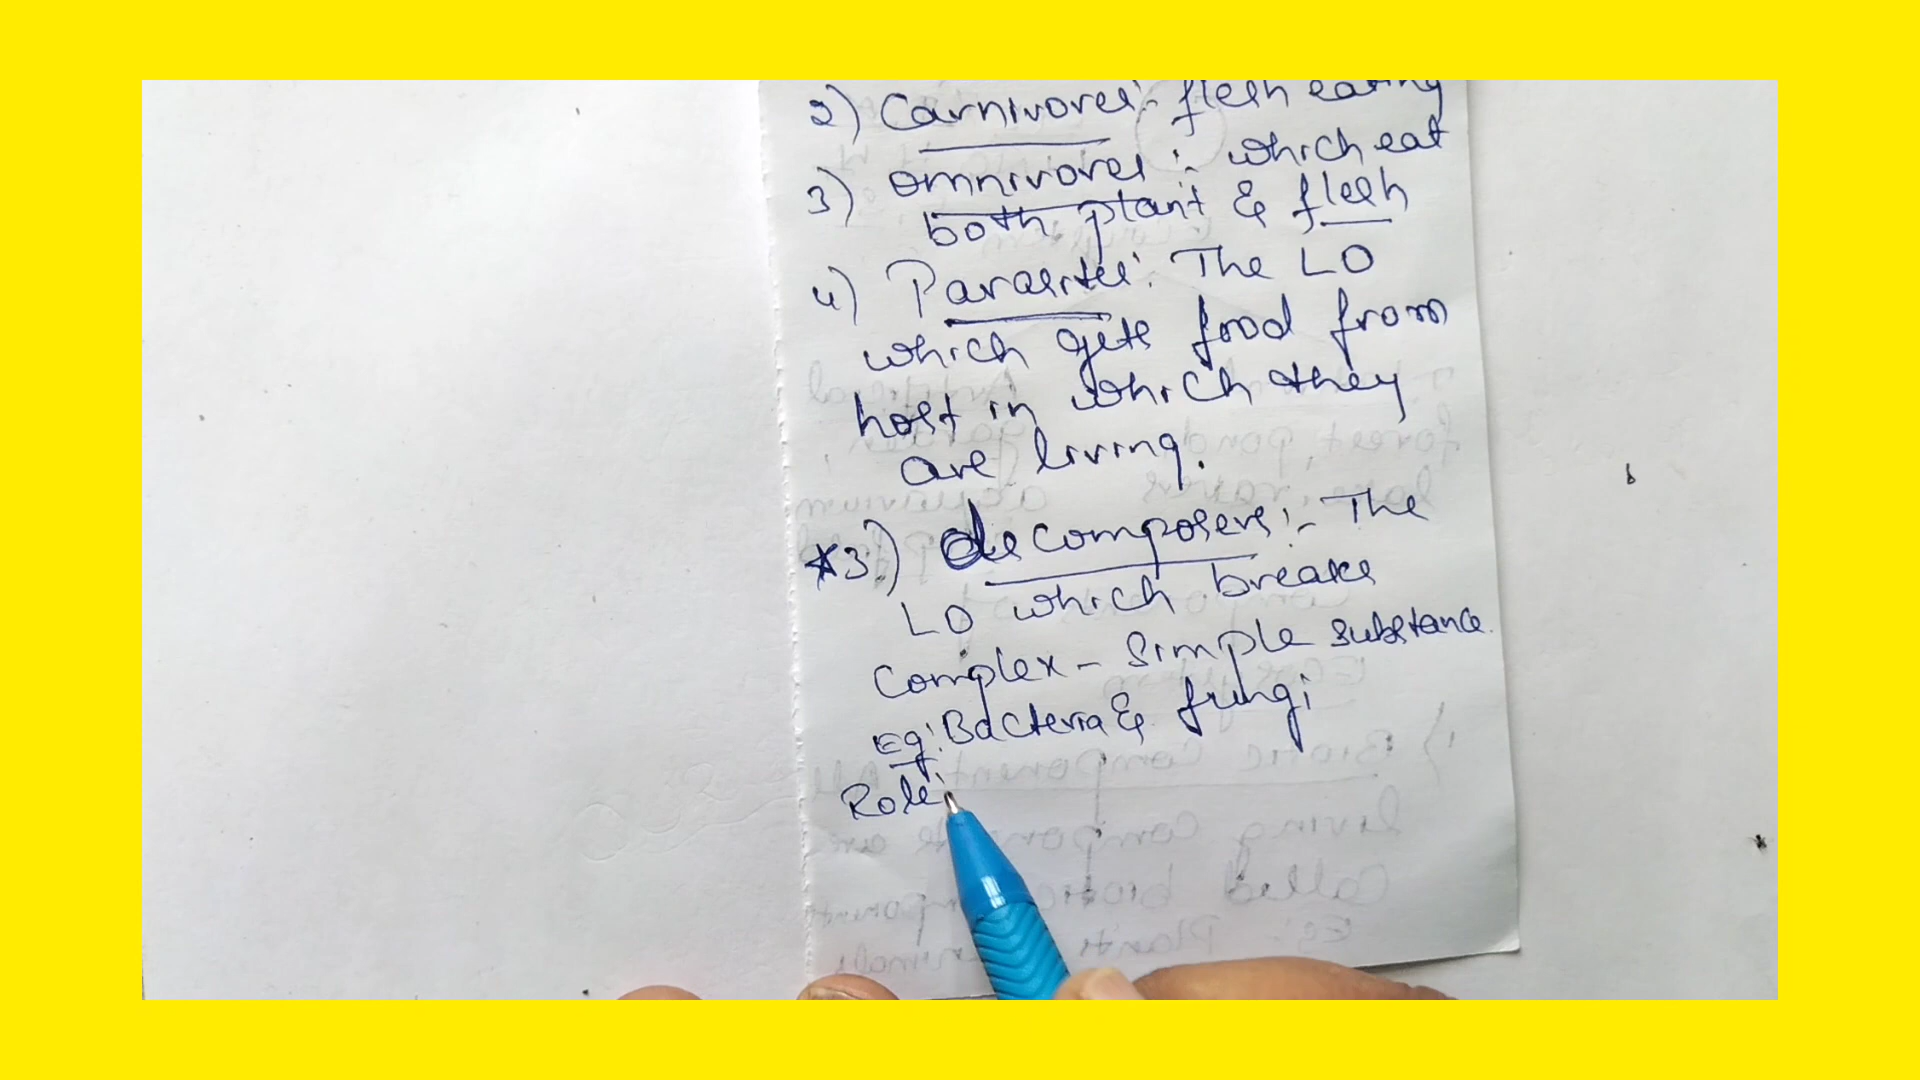 2) Carnivores:- flesh eating
3) omnivores :- which eat
both plant & flesh
4) Parasites: The LO
which gets food from
host in which they
are living.
*3) decomposers:- The
LO which breaks
Complex - Simple substance.
Eg: Bacteria & fungi
Role: